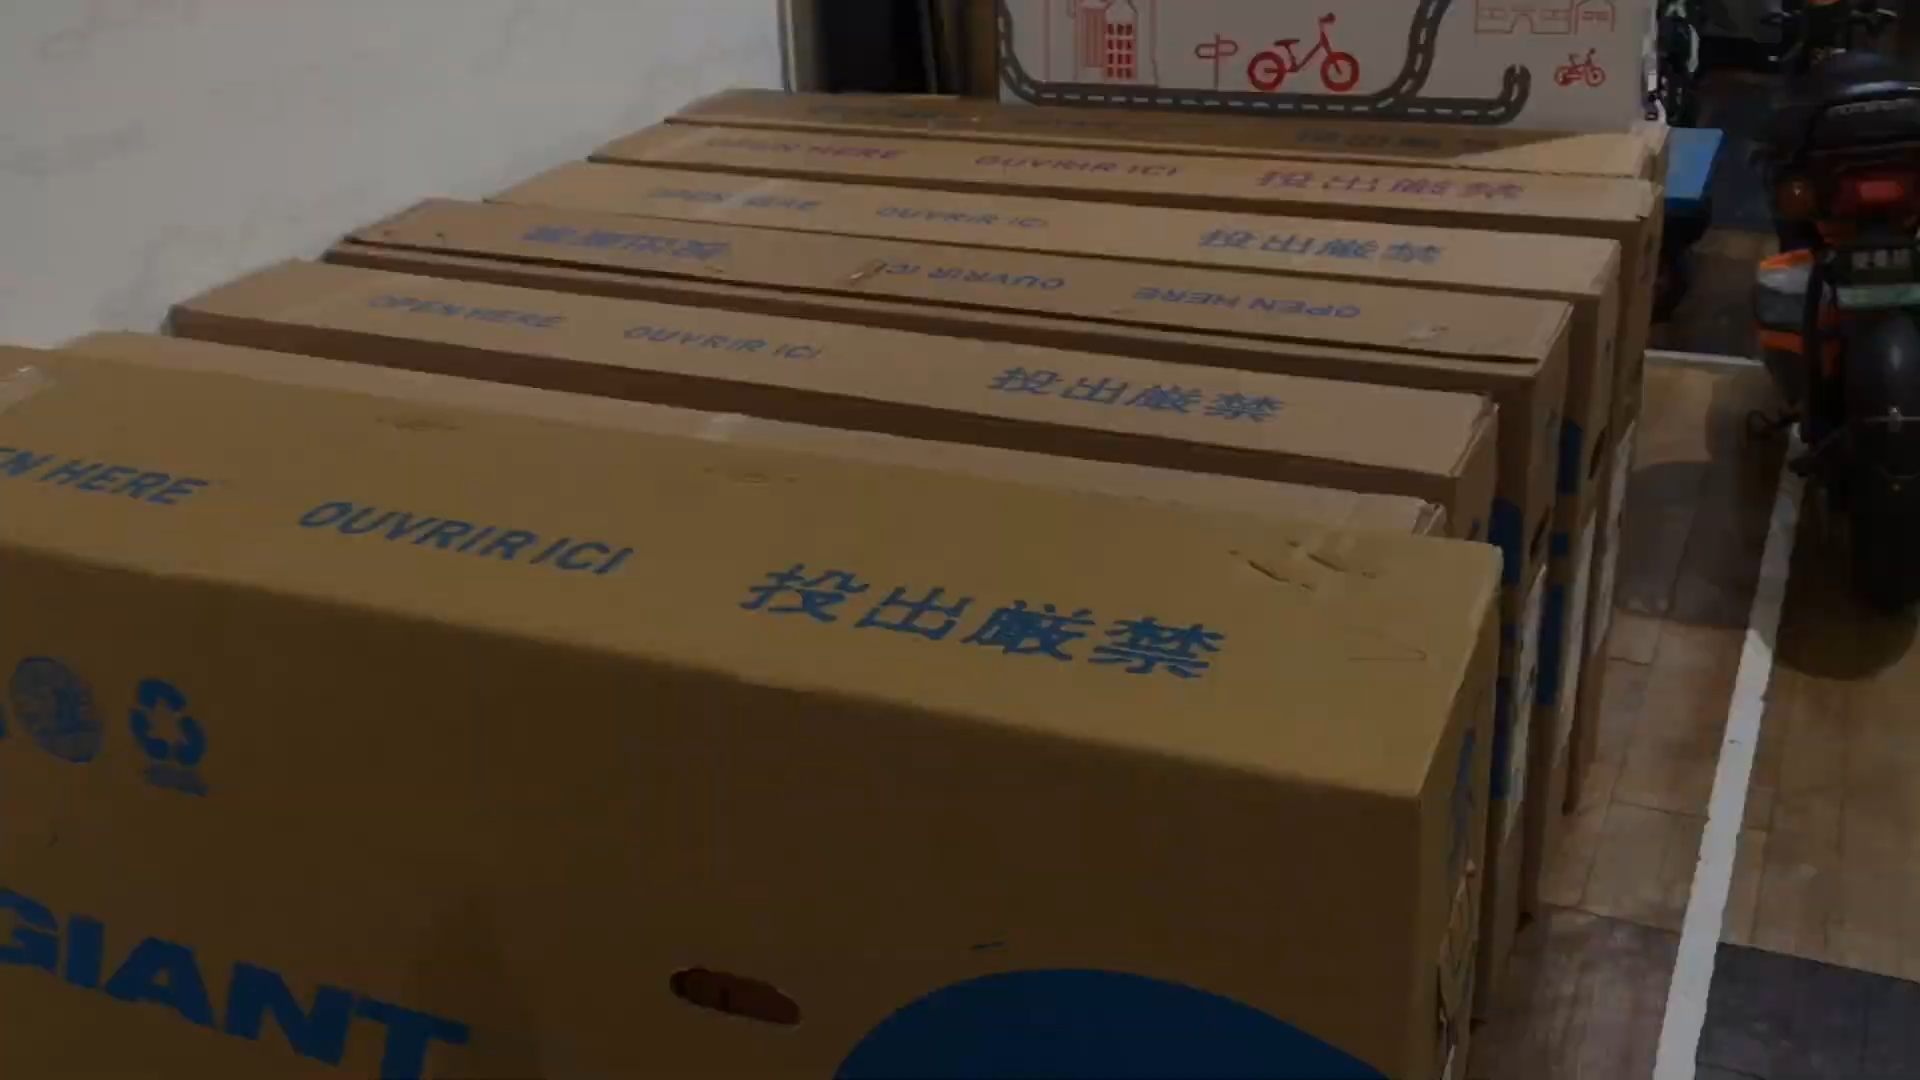 OPEN HERE OUVRIR ICI 投出厳禁
OPEN HERE OUVRIR ICI 投出厳禁
投出厳禁 OUVRIR ICI OPEN HERE
OPEN HERE OUVRIR ICI 投出厳禁
EN HERE OUVRIR ICI 投出厳禁
GIANT